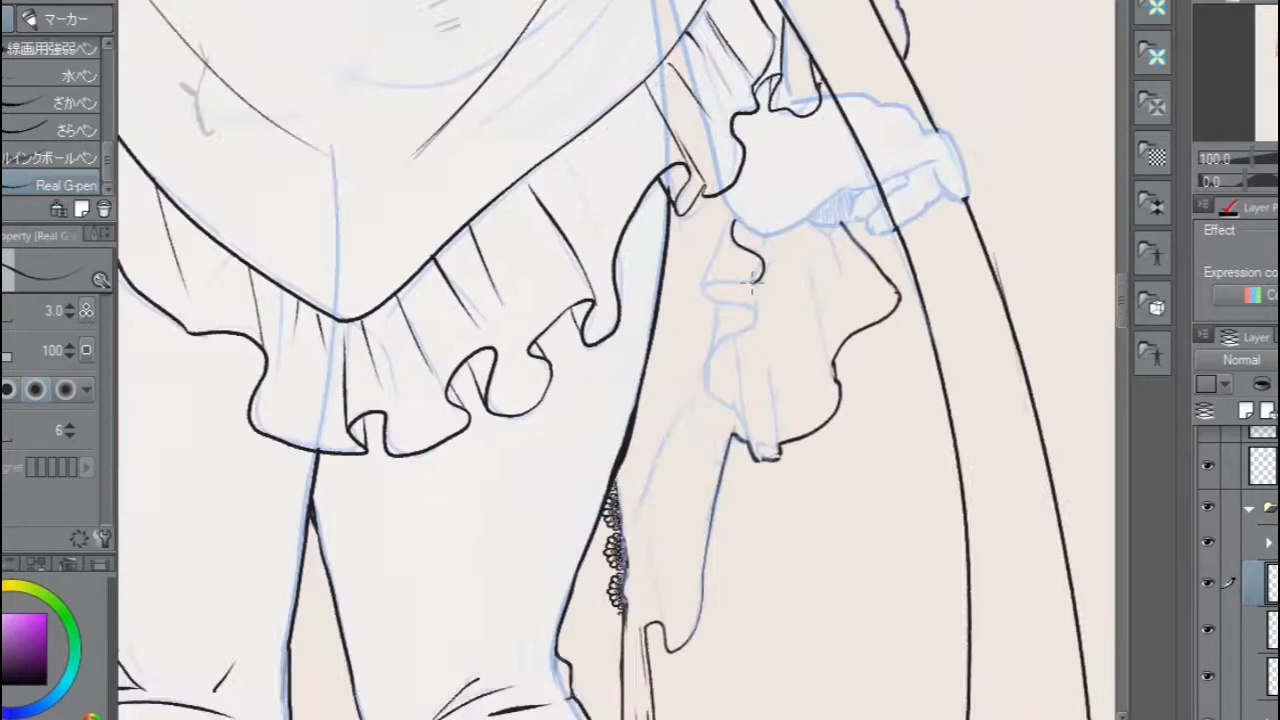 マーカー
線画用強弱ペン
水ペン
ざかペン
さらペン
ルインクボールペン
Real G-pen
operty (Real G-
3.0
100
6
100.0
0.0
Layer P
Effect
Expression co
C
Layer
Normal